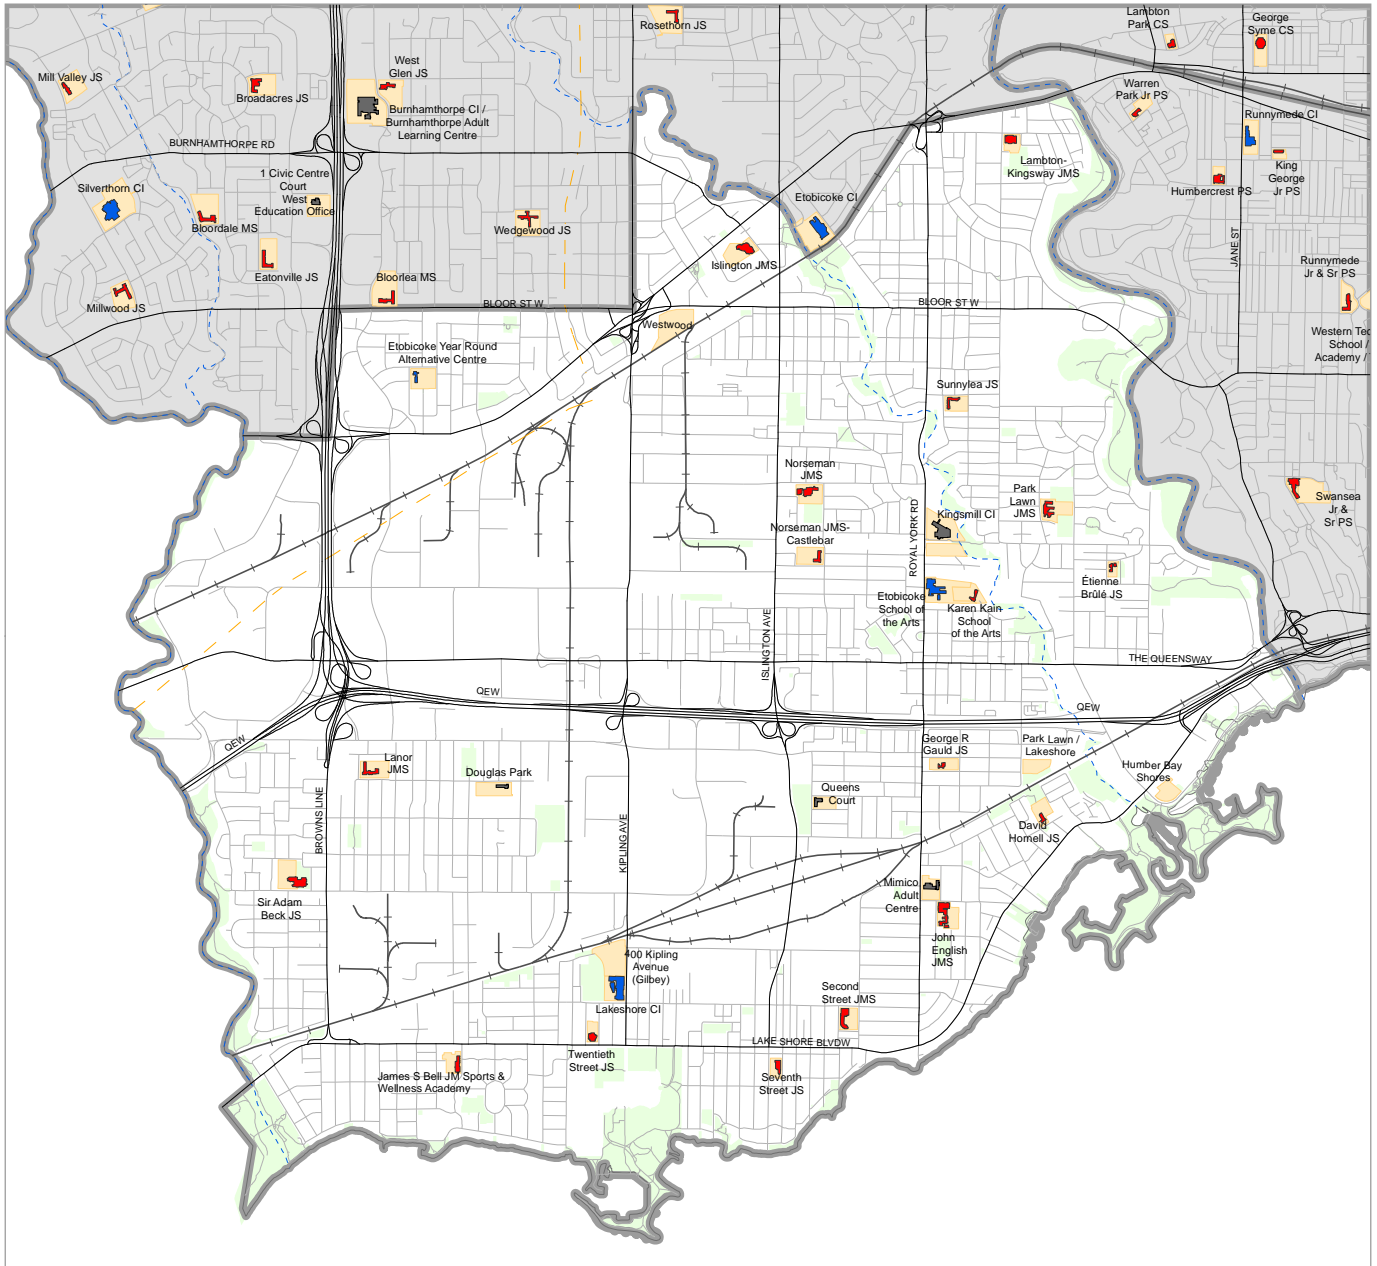 Rosethorn JS
Lambton
Park CS
George
Syme CS
Mill Valley JS
Broadacres JS
West
Glen JS
Burnhamthorpe CI /
Burnhamthorpe Adult
Learning Centre
Warren
Park Jr PS
Runnymede CI
BURNHAMTHORPE RD
Lambton-
Kingsway JMS
King
George
Jr PS
Humbercrest PS
Silverthorn CI
1 Civic Centre
Court
West
Education Office
Etobicoke CI
Bloordale MS
Wedgewood JS
JANE ST
Eatonville JS
Bloorlea MS
Islington JMS
Runnymede
Jr & Sr PS
Millwood JS
BLOOR ST W
BLOOR ST W
Westwood
Western Tec
School /
Academy /
Etobicoke Year Round
Alternative Centre
Sunnylea JS
Norseman
JMS
Park
Lawn
JMS
Swansea
Jr &
Sr PS
ROYAL YORK RD
Kingsmill CI
Norseman JMS-
Castlebar
Étienne
Brûlé JS
Etobicoke
School of
the Arts
Karen Kain
School
of the Arts
ISLINGTON AVE
THE QUEENSWAY
QEW
QEW
QEW
George R
Gauld JS
Park Lawn /
Lakeshore
Lanor
JMS
Douglas Park
Humber Bay
Shores
Queens
Court
BROWNS LINE
KIPLING AVE
David
Hornell JS
Mimico
Adult
Centre
Sir Adam
Beck JS
John
English
JMS
400 Kipling
Avenue
(Gilbey)
Second
Street JMS
Lakeshore CI
LAKE SHORE BLVDW
Twentieth
Street JS
James S Bell JM Sports &
Wellness Academy
Seventh
Street JS